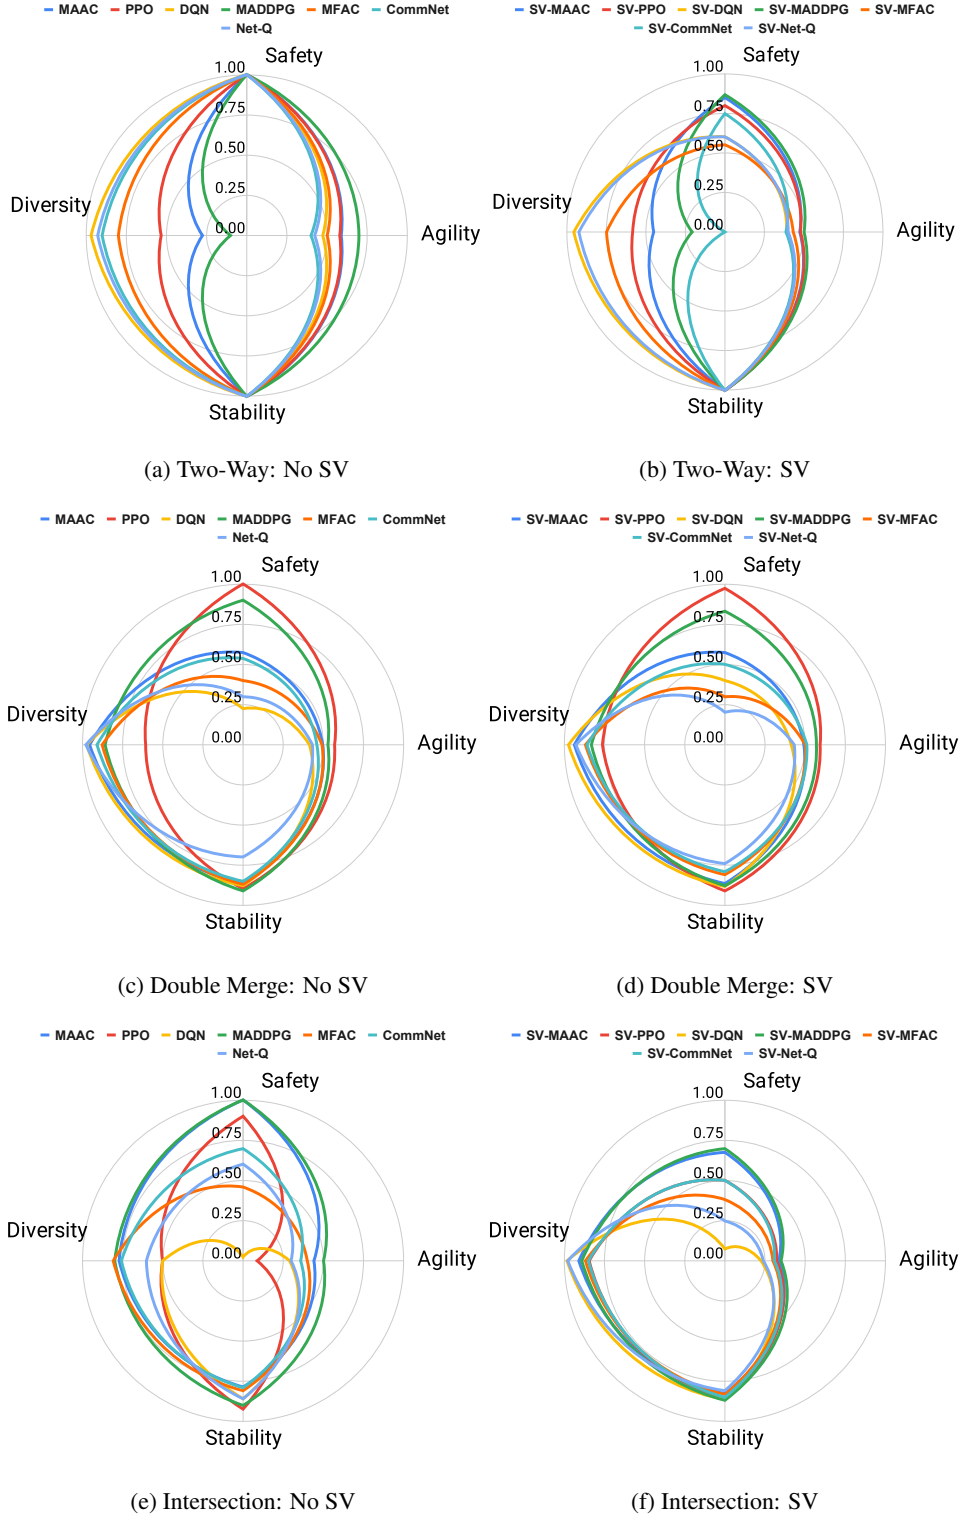 MAAC PPO DQN MADDPG MFAC CommNet
Net-Q
Safety
1.00
0.75
0.50
0.25
0.00
Diversity
Agility
Stability
(a) Two-Way: No SV
SV-MAAC SV-PPO SV-DQN SV-MADDPG SV-MFAC
SV-CommNet SV-Net-Q
Safety
1.00
0.75
0.50
0.25
0.00
Diversity
Agility
Stability
(b) Two-Way: SV
MAAC PPO DQN MADDPG MFAC CommNet
Net-Q
Safety
1.00
0.75
0.50
0.25
0.00
Diversity
Agility
Stability
(c) Double Merge: No SV
SV-MAAC SV-PPO SV-DQN SV-MADDPG SV-MFAC
SV-CommNet SV-Net-Q
Safety
1.00
0.75
0.50
0.25
0.00
Diversity
Agility
Stability
(d) Double Merge: SV
MAAC PPO DQN MADDPG MFAC CommNet
Net-Q
Safety
1.00
0.75
0.50
0.25
0.00
Diversity
Agility
Stability
(e) Intersection: No SV
SV-MAAC SV-PPO SV-DQN SV-MADDPG SV-MFAC
SV-CommNet SV-Net-Q
Safety
1.00
0.75
0.50
0.25
0.00
Diversity
Agility
Stability
(f) Intersection: SV